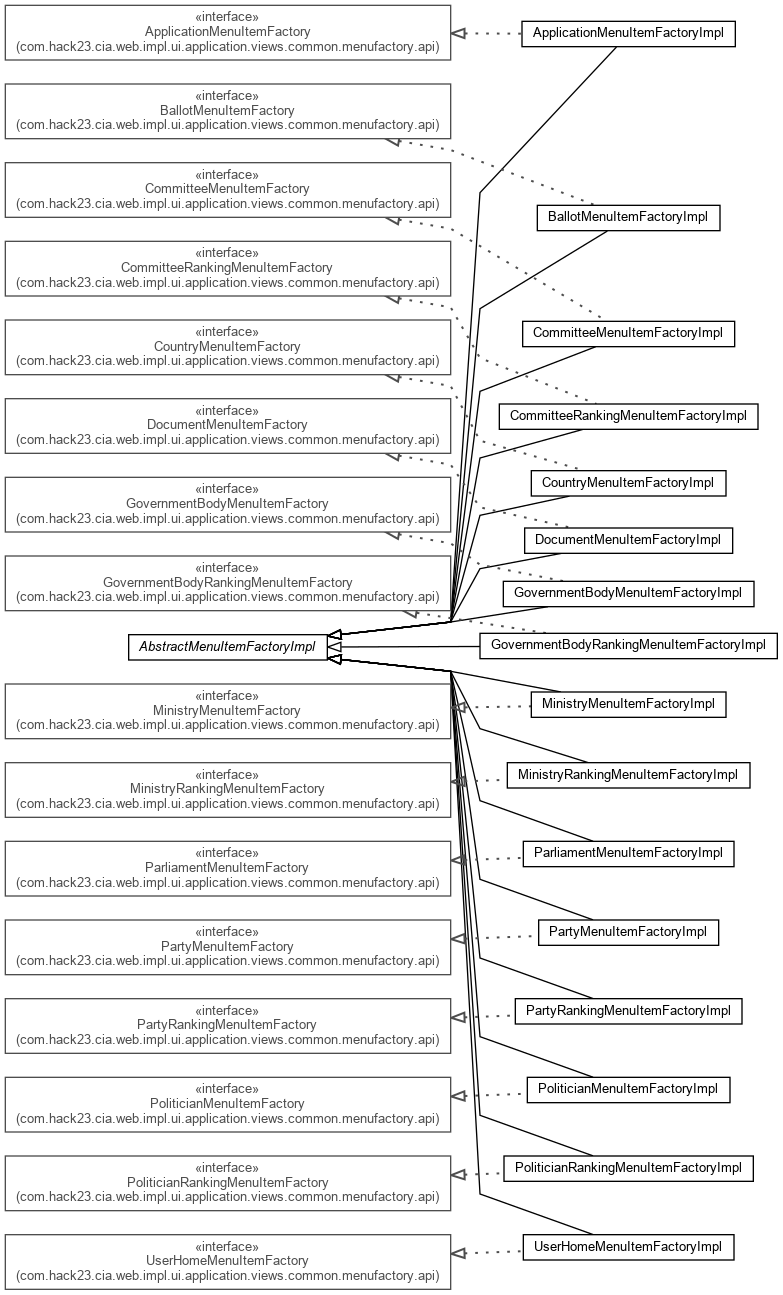 «interface»
ApplicationMenuItemFactory
(com.hack23.cia.web.impl.ui.application.views.common.menufactory.api)
ApplicationMenuItemFactoryImpl
«interface»
BallotMenuItemFactory
(com.hack23.cia.web.impl.ui.application.views.common.menufactory.api)
«interface»
CommitteeMenuItemFactory
(com.hack23.cia.web.impl.ui.application.views.common.menufactory.api)
BallotMenuItemFactoryImpl
«interface»
CommitteeRankingMenuItemFactory
(com.hack23.cia.web.impl.ui.application.views.common.menufactory.api)
«interface»
CountryMenuItemFactory
(com.hack23.cia.web.impl.ui.application.views.common.menufactory.api)
CommitteeMenuItemFactoryImpl
«interface»
DocumentMenuItemFactory
(com.hack23.cia.web.impl.ui.application.views.common.menufactory.api)
CommitteeRankingMenuItemFactoryImpl
«interface»
GovernmentBodyMenuItemFactory
(com.hack23.cia.web.impl.ui.application.views.common.menufactory.api)
CountryMenuItemFactoryImpl
DocumentMenuItemFactoryImpl
«interface»
GovernmentBodyRankingMenuItemFactory
(com.hack23.cia.web.impl.ui.application.views.common.menufactory.api)
GovernmentBodyMenuItemFactoryImpl
AbstractMenuItemFactoryImpl
GovernmentBodyRankingMenuItemFactoryImpl
«interface»
MinistryMenuItemFactory
(com.hack23.cia.web.impl.ui.application.views.common.menufactory.api)
MinistryMenuItemFactoryImpl
«interface»
MinistryRankingMenuItemFactory
(com.hack23.cia.web.impl.ui.application.views.common.menufactory.api)
MinistryRankingMenuItemFactoryImpl
«interface»
ParliamentMenuItemFactory
(com.hack23.cia.web.impl.ui.application.views.common.menufactory.api)
ParliamentMenuItemFactoryImpl
«interface»
PartyMenuItemFactory
(com.hack23.cia.web.impl.ui.application.views.common.menufactory.api)
PartyMenuItemFactoryImpl
«interface»
PartyRankingMenuItemFactory
(com.hack23.cia.web.impl.ui.application.views.common.menufactory.api)
PartyRankingMenuItemFactoryImpl
«interface»
PoliticianMenuItemFactory
(com.hack23.cia.web.impl.ui.application.views.common.menufactory.api)
PoliticianMenuItemFactoryImpl
«interface»
PoliticianRankingMenuItemFactory
(com.hack23.cia.web.impl.ui.application.views.common.menufactory.api)
PoliticianRankingMenuItemFactoryImpl
«interface»
UserHomeMenuItemFactory
(com.hack23.cia.web.impl.ui.application.views.common.menufactory.api)
UserHomeMenuItemFactoryImpl